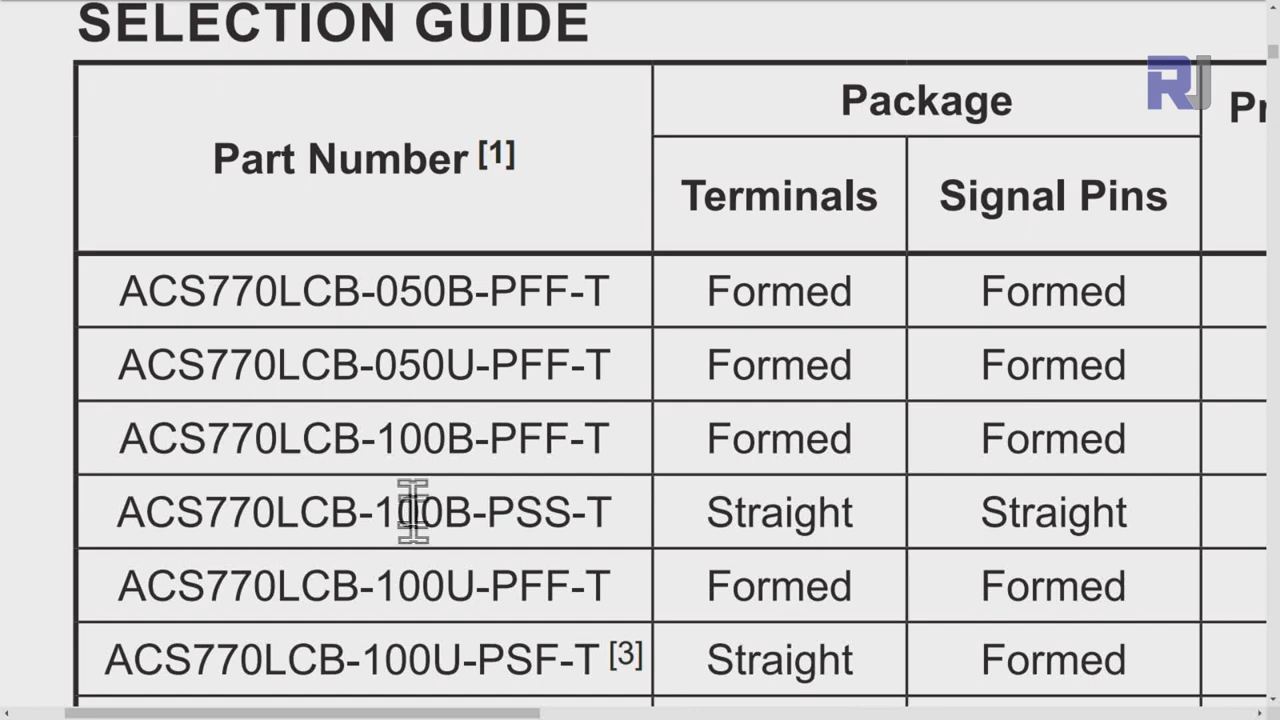 SELECTION GUIDE
Part Number [1]
Package
Terminals
Signal Pins
RJ
ACS770LCB-050B-PFF-T Formed Formed
ACS770LCB-050U-PFF-T Formed Formed
ACS770LCB-100B-PFF-T Formed Formed
ACS770LCB-100B-PSS-T Straight Straight
ACS770LCB-100U-PFF-T Formed Formed
ACS770LCB-100U-PSF-T [3] Straight Formed